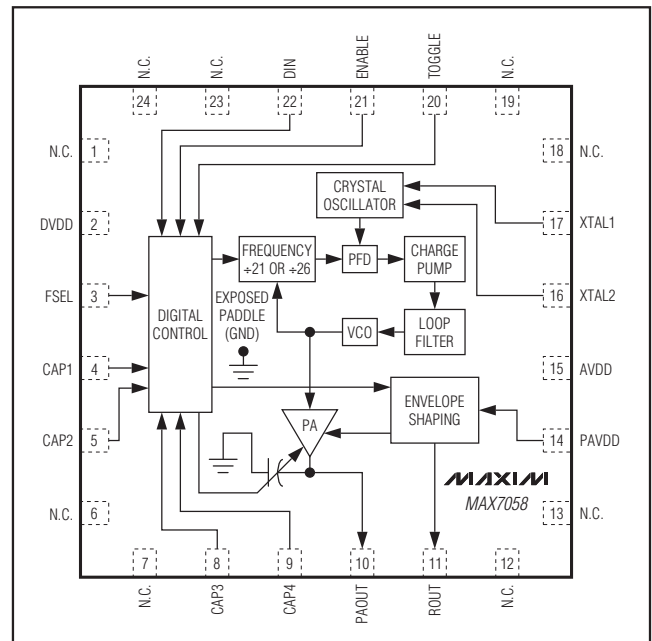 N.C.
N.C.
DIN
ENABLE
TOGGLE
N.C.
24
23
22
21
20
19
N.C. 1
18 N.C.
DVDD 2
17 XTAL1
FSEL 3
16 XTAL2
CAP1 4
15 AVDD
CAP2 5
14 PAVDD
N.C. 6
13 N.C.
CRYSTAL
OSCILLATOR
FREQUENCY
÷21 OR ÷26
PFD
CHARGE
PUMP
DIGITAL
CONTROL
EXPOSED
PADDLE
(GND)
VCO
LOOP
FILTER
PA
ENVELOPE
SHAPING
MAXIM
MAX7058
7
8
9
10
11
12
N.C.
CAP3
CAP4
PAOUT
ROUT
N.C.